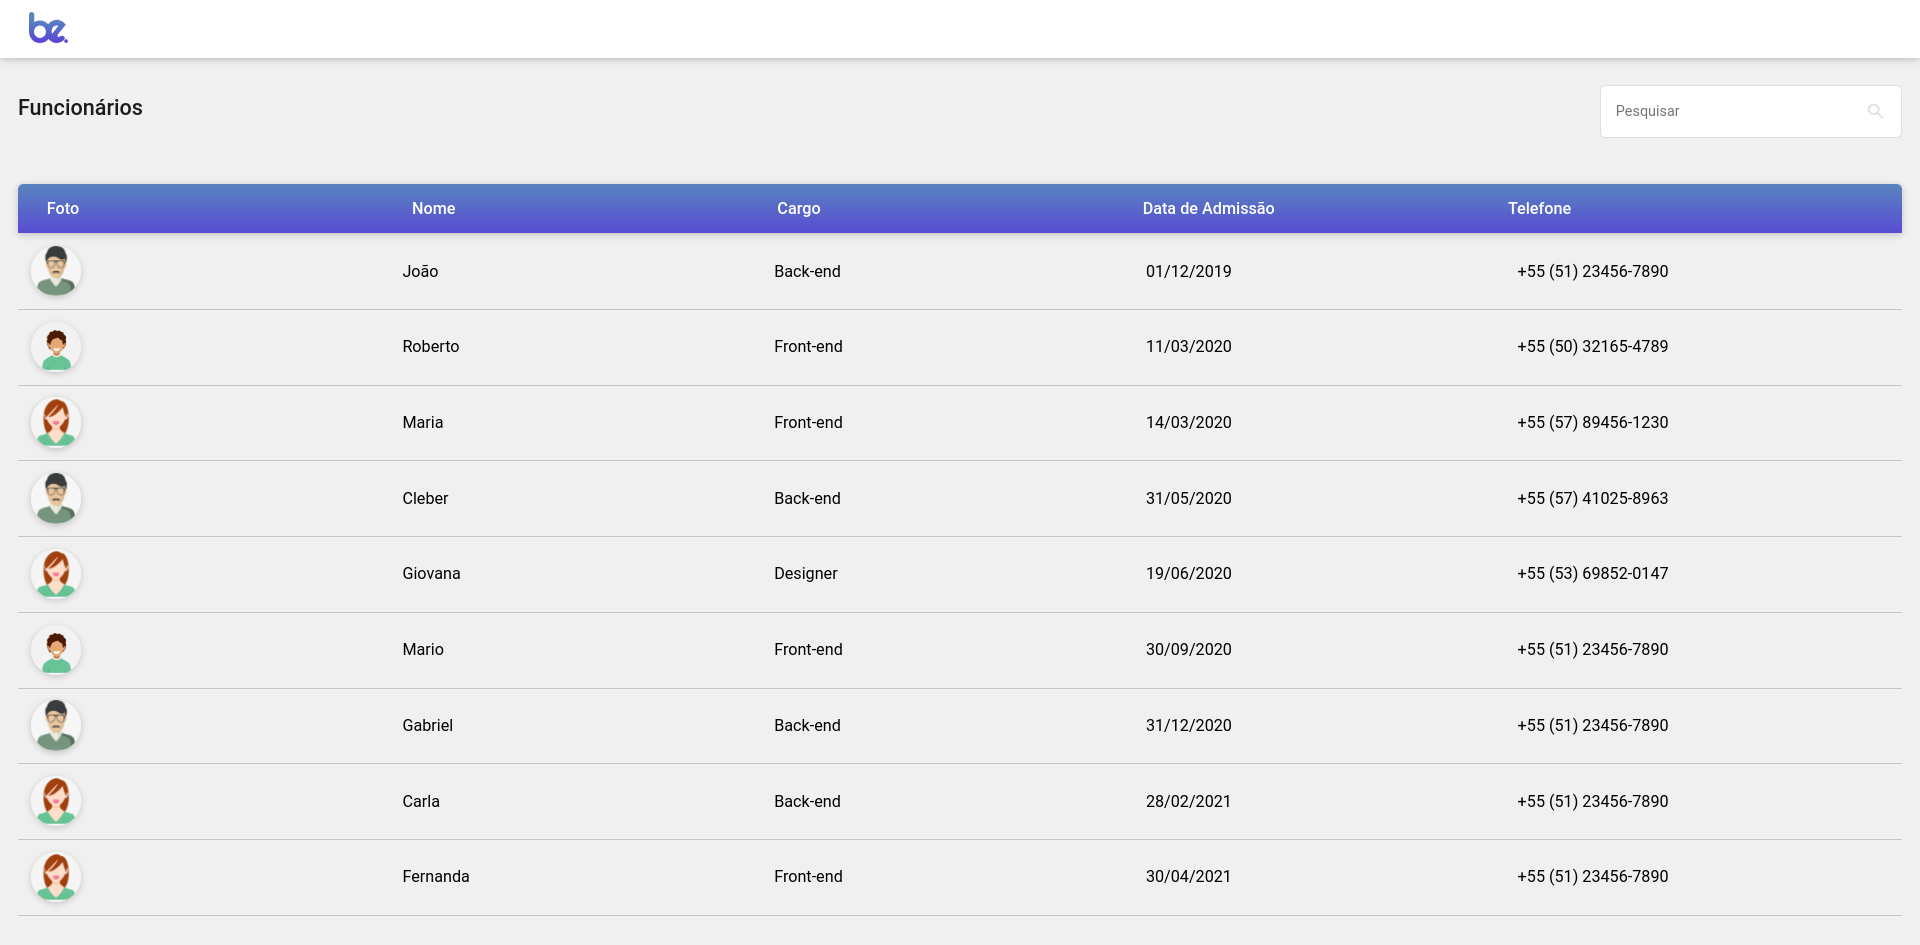 be.
Funcionários
Pesquisar
Foto Nome Cargo Data de Admissão Telefone
João Back-end 01/12/2019 +55 (51) 23456-7890
Roberto Front-end 11/03/2020 +55 (50) 32165-4789
Maria Front-end 14/03/2020 +55 (57) 89456-1230
Cleber Back-end 31/05/2020 +55 (57) 41025-8963
Giovana Designer 19/06/2020 +55 (53) 69852-0147
Mario Front-end 30/09/2020 +55 (51) 23456-7890
Gabriel Back-end 31/12/2020 +55 (51) 23456-7890
Carla Back-end 28/02/2021 +55 (51) 23456-7890
Fernanda Front-end 30/04/2021 +55 (51) 23456-7890